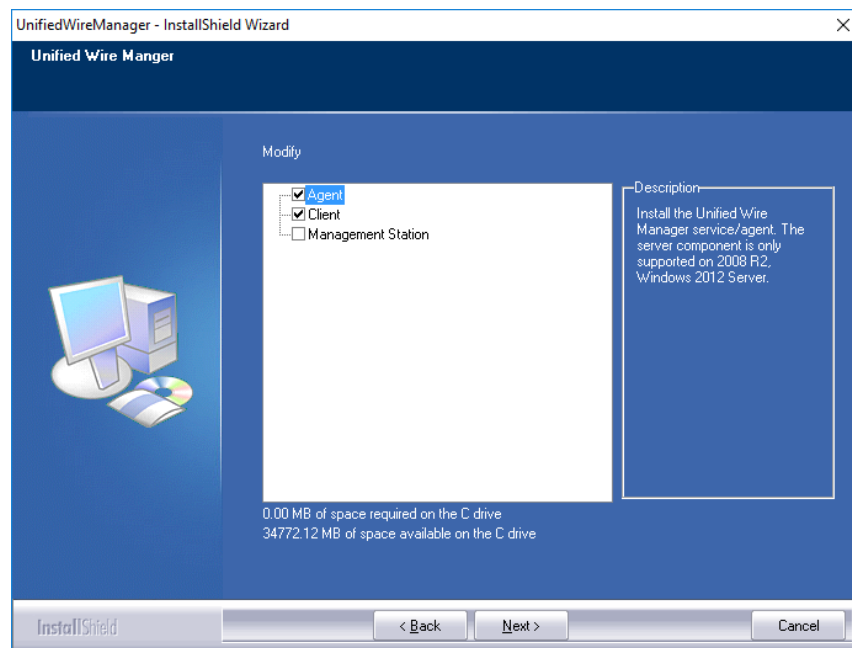 UnifiedWireManager - InstallShield Wizard
Unified Wire Manger
Modify
Agent
Client
Management Station
Description
Install the Unified Wire
Manager service/agent. The
server component is only
supported on 2008 R2,
Windows 2012 Server.
0.00 MB of space required on the C drive
34772.12 MB of space available on the C drive
InstallShield
< Back
Next >
Cancel